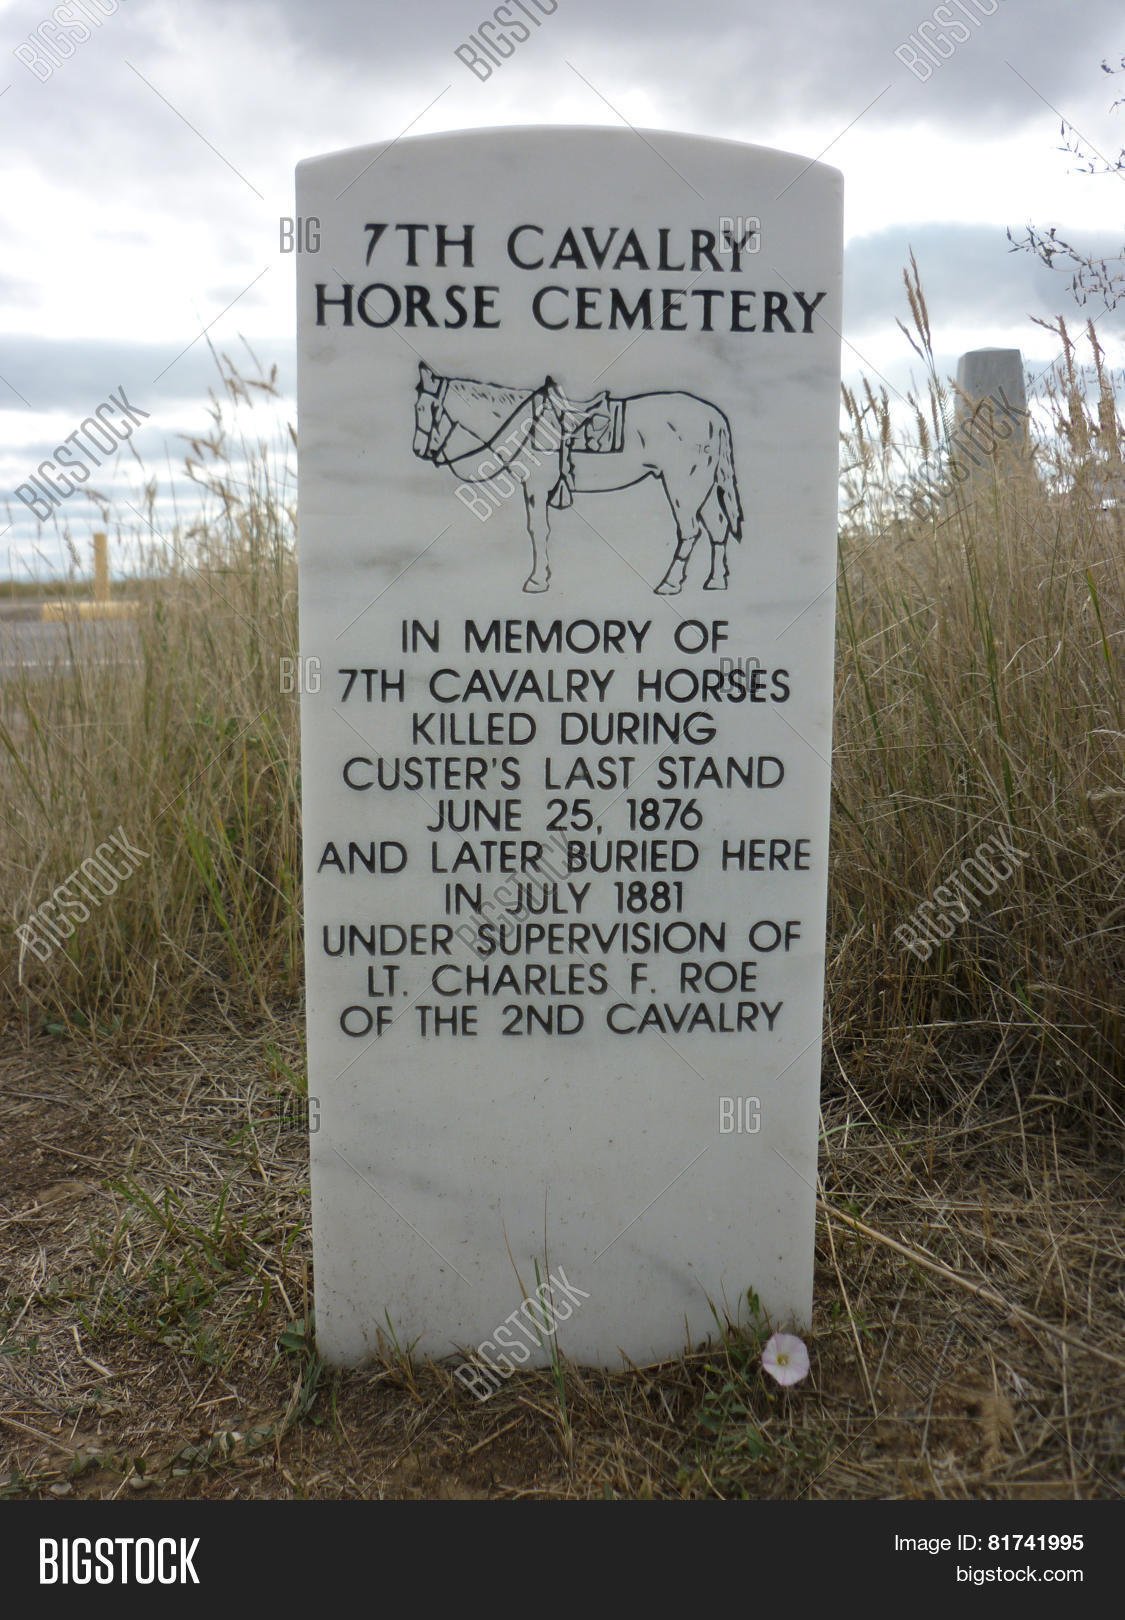 7TH CAVALRY
HORSE CEMETERY
IN MEMORY OF
7TH CAVALRY HORSES
KILLED DURING
CUSTER'S LAST STAND
JUNE 25, 1876
AND LATER BURIED HERE
IN JULY 1881
UNDER SUPERVISION OF
LT. CHARLES F. ROE
OF THE 2ND CAVALRY
BIGSTOCK
Image ID: 81741995
bigstock.com